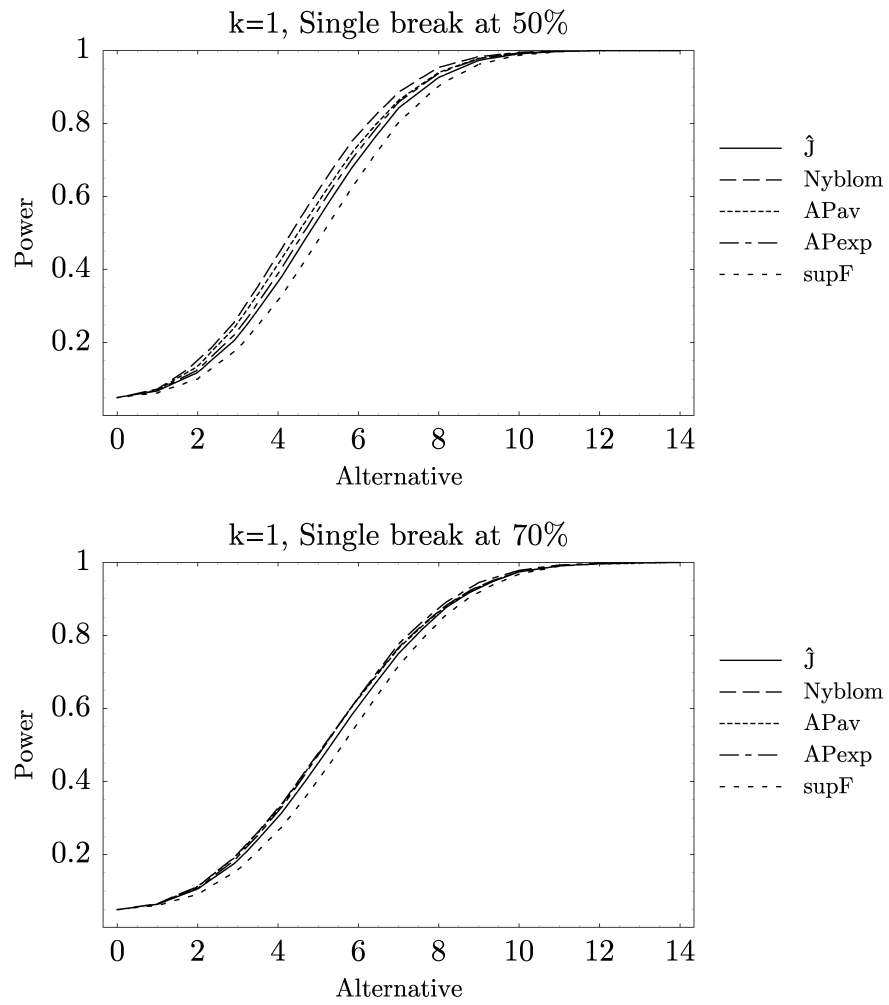 k=1, Single break at 50%
1
0.8
0.6
0.4
0.2
Power
0 2 4 6 8 10 12 14
Alternative
Ĵ
Nyblom
APav
APexp
supF
k=1, Single break at 70%
1
0.8
0.6
0.4
0.2
Power
0 2 4 6 8 10 12 14
Alternative
Ĵ
Nyblom
APav
APexp
supF